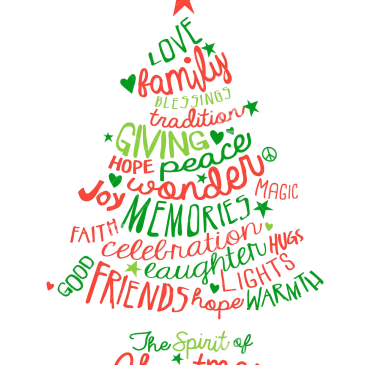 LOVE
family
BLESSINGS
tradition
GIVING
HOPE peace
Joy wonder MAGIC
MEMORIES
FAITH celebration HUGS
GOOD laughter LIGHTS
FRIENDS hope WARMTH
The Spirit of